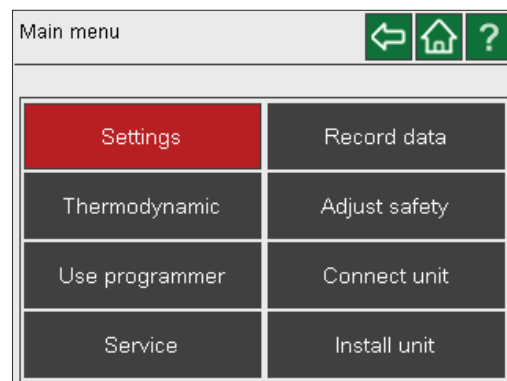 Main menu ?
Settings Record data
Thermodynamic Adjust safety
Use programmer Connect unit
Service Install unit